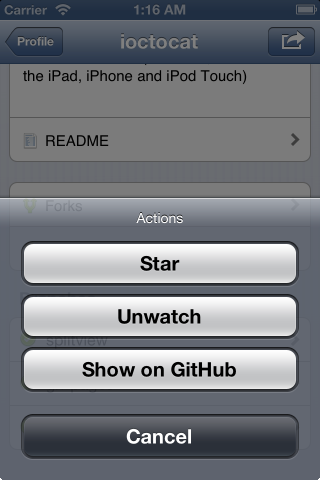 Carrier 1:16 AM
Profile ioctocat
the iPad, iPhone and iPod Touch)
README
Forks
Actions
Star
Unwatch
splitview
Show on GitHub
Cancel